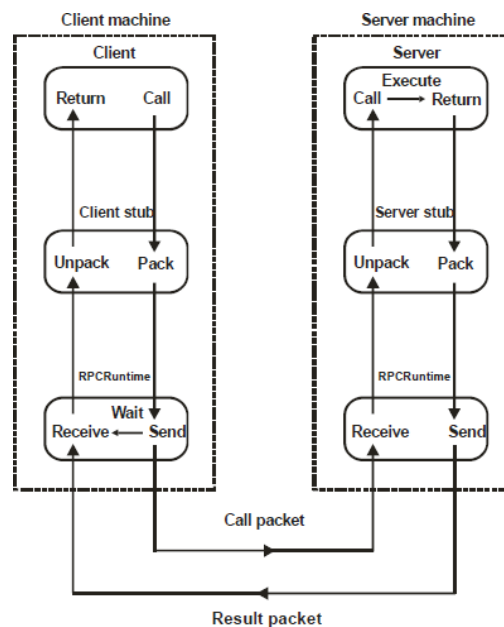 Client machine
Server machine
Client
Server
Return Call
Execute
Call Return
Client stub
Server stub
Unpack Pack
Unpack Pack
RPCRuntime
RPCRuntime
Wait
Receive Send
Receive Send
Call packet
Result packet